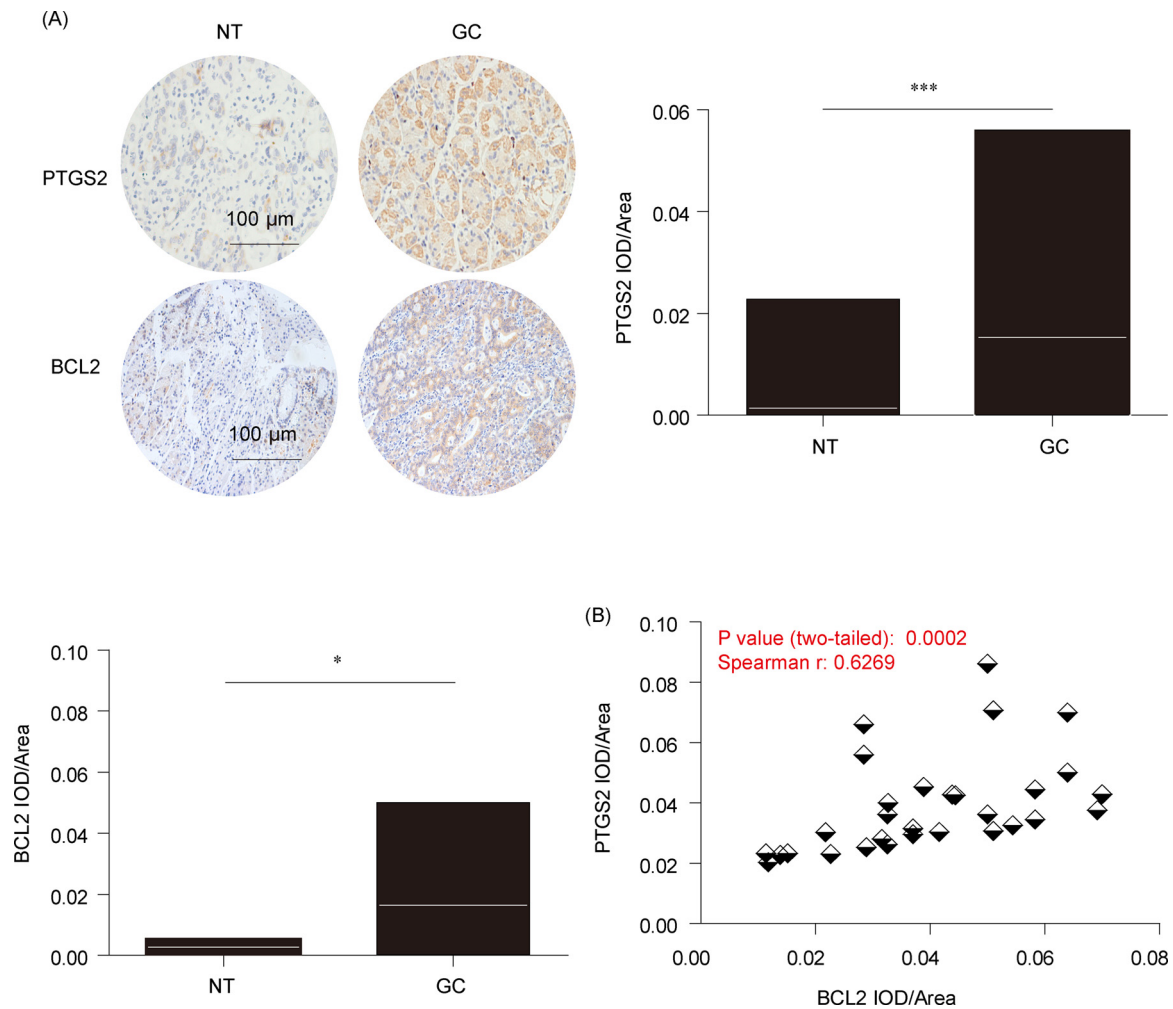 (A)
NT
GC
PTGS2
100 µm
BCL2
100 µm
***
PTGS2 IOD/Area
0.06
0.04
0.02
0.00
NT
GC
*
BCL2 IOD/Area
0.10
0.08
0.06
0.04
0.02
0.00
NT
GC
(B)
P value (two-tailed): 0.0002
Spearman r: 0.6269
PTGS2 IOD/Area
0.10
0.08
0.06
0.04
0.02
0.00
0.00
0.02
0.04
0.06
0.08
BCL2 IOD/Area